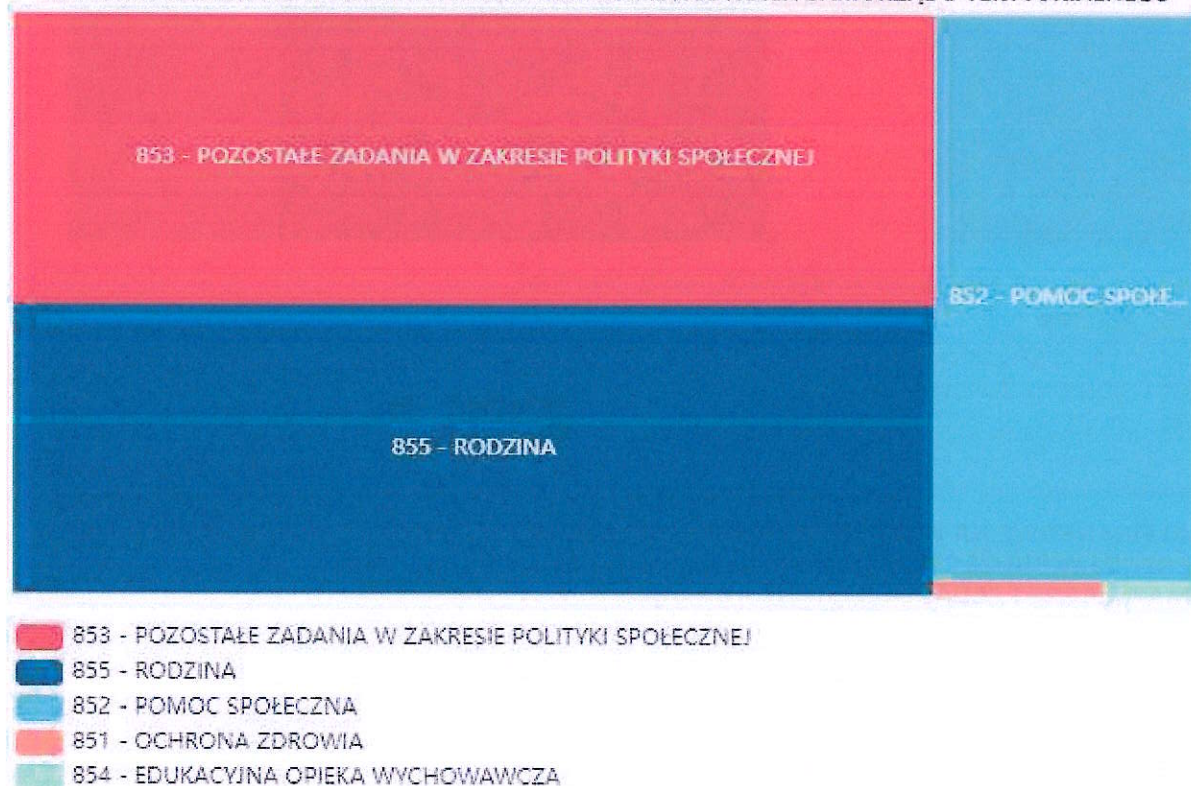 853 - POZOSTAŁE ZADANIA W ZAKRESIE POLITYKI SPOŁECZNEJ
852 - POMOC SPOŁE...
855 - RODZINA
853 - POZOSTAŁE ZADANIA W ZAKRESIE POLITYKI SPOŁECZNEJ
855 - RODZINA
852 - POMOC SPOŁECZNA
851 - OCHRONA ZDROWIA
854 - EDUKACYJNA OPIEKA WYCHOWAWCZA